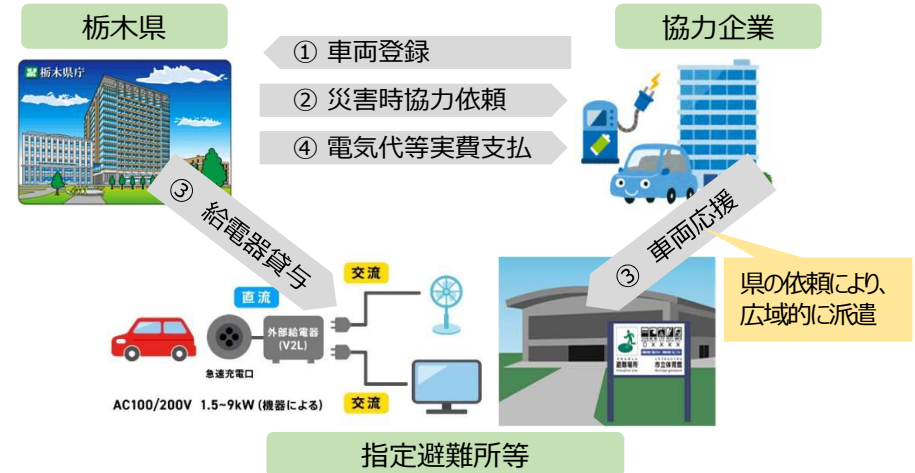 栃木県
協力企業
栃木県庁
① 車両登録
② 災害時協力依頼
④ 電気代等実費支払
③ 給電器貸与
③ 車両応援
県の依頼により、
広域的に派遣
直流
交流
外部給電器
(V2L)
急速充電口
交流
AC100/200V 1.5~9kW (機器による)
避難場所
市立体育館
指定避難所等